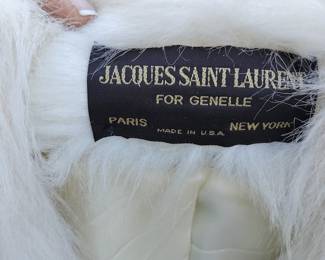 JACQUES SAINT LAURENT
FOR GENELLE
PARIS NEW YORK
MADE IN U.S.A.